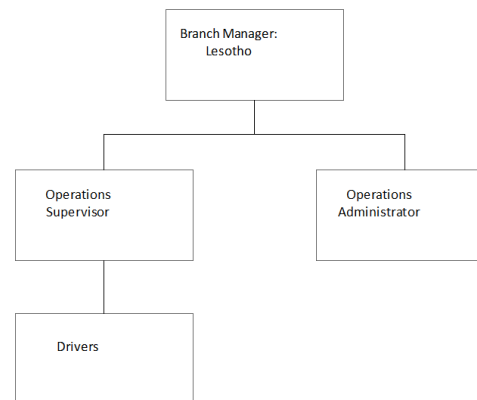 Branch Manager:
Lesotho
Operations
Supervisor
Operations
Administrator
Drivers